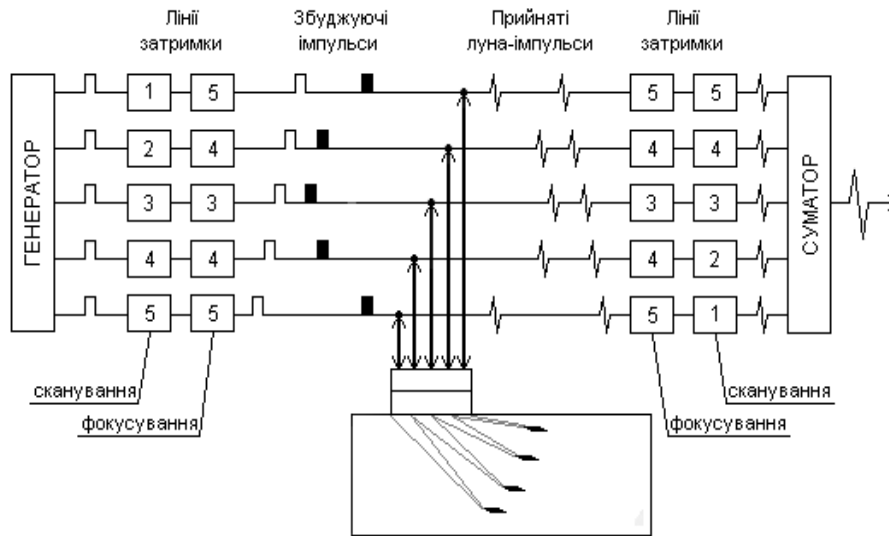 Лінії
затримки
Збуджуючі
імпульси
Прийняті
луна-імпульси
Лінії
затримки
ГЕНЕРАТОР
1 5 5 5
2 4 4 4
3 3 3 3
4 4 4 2
5 5 5 1
СУМАТОР
сканування
фокусування
сканування
фокусування